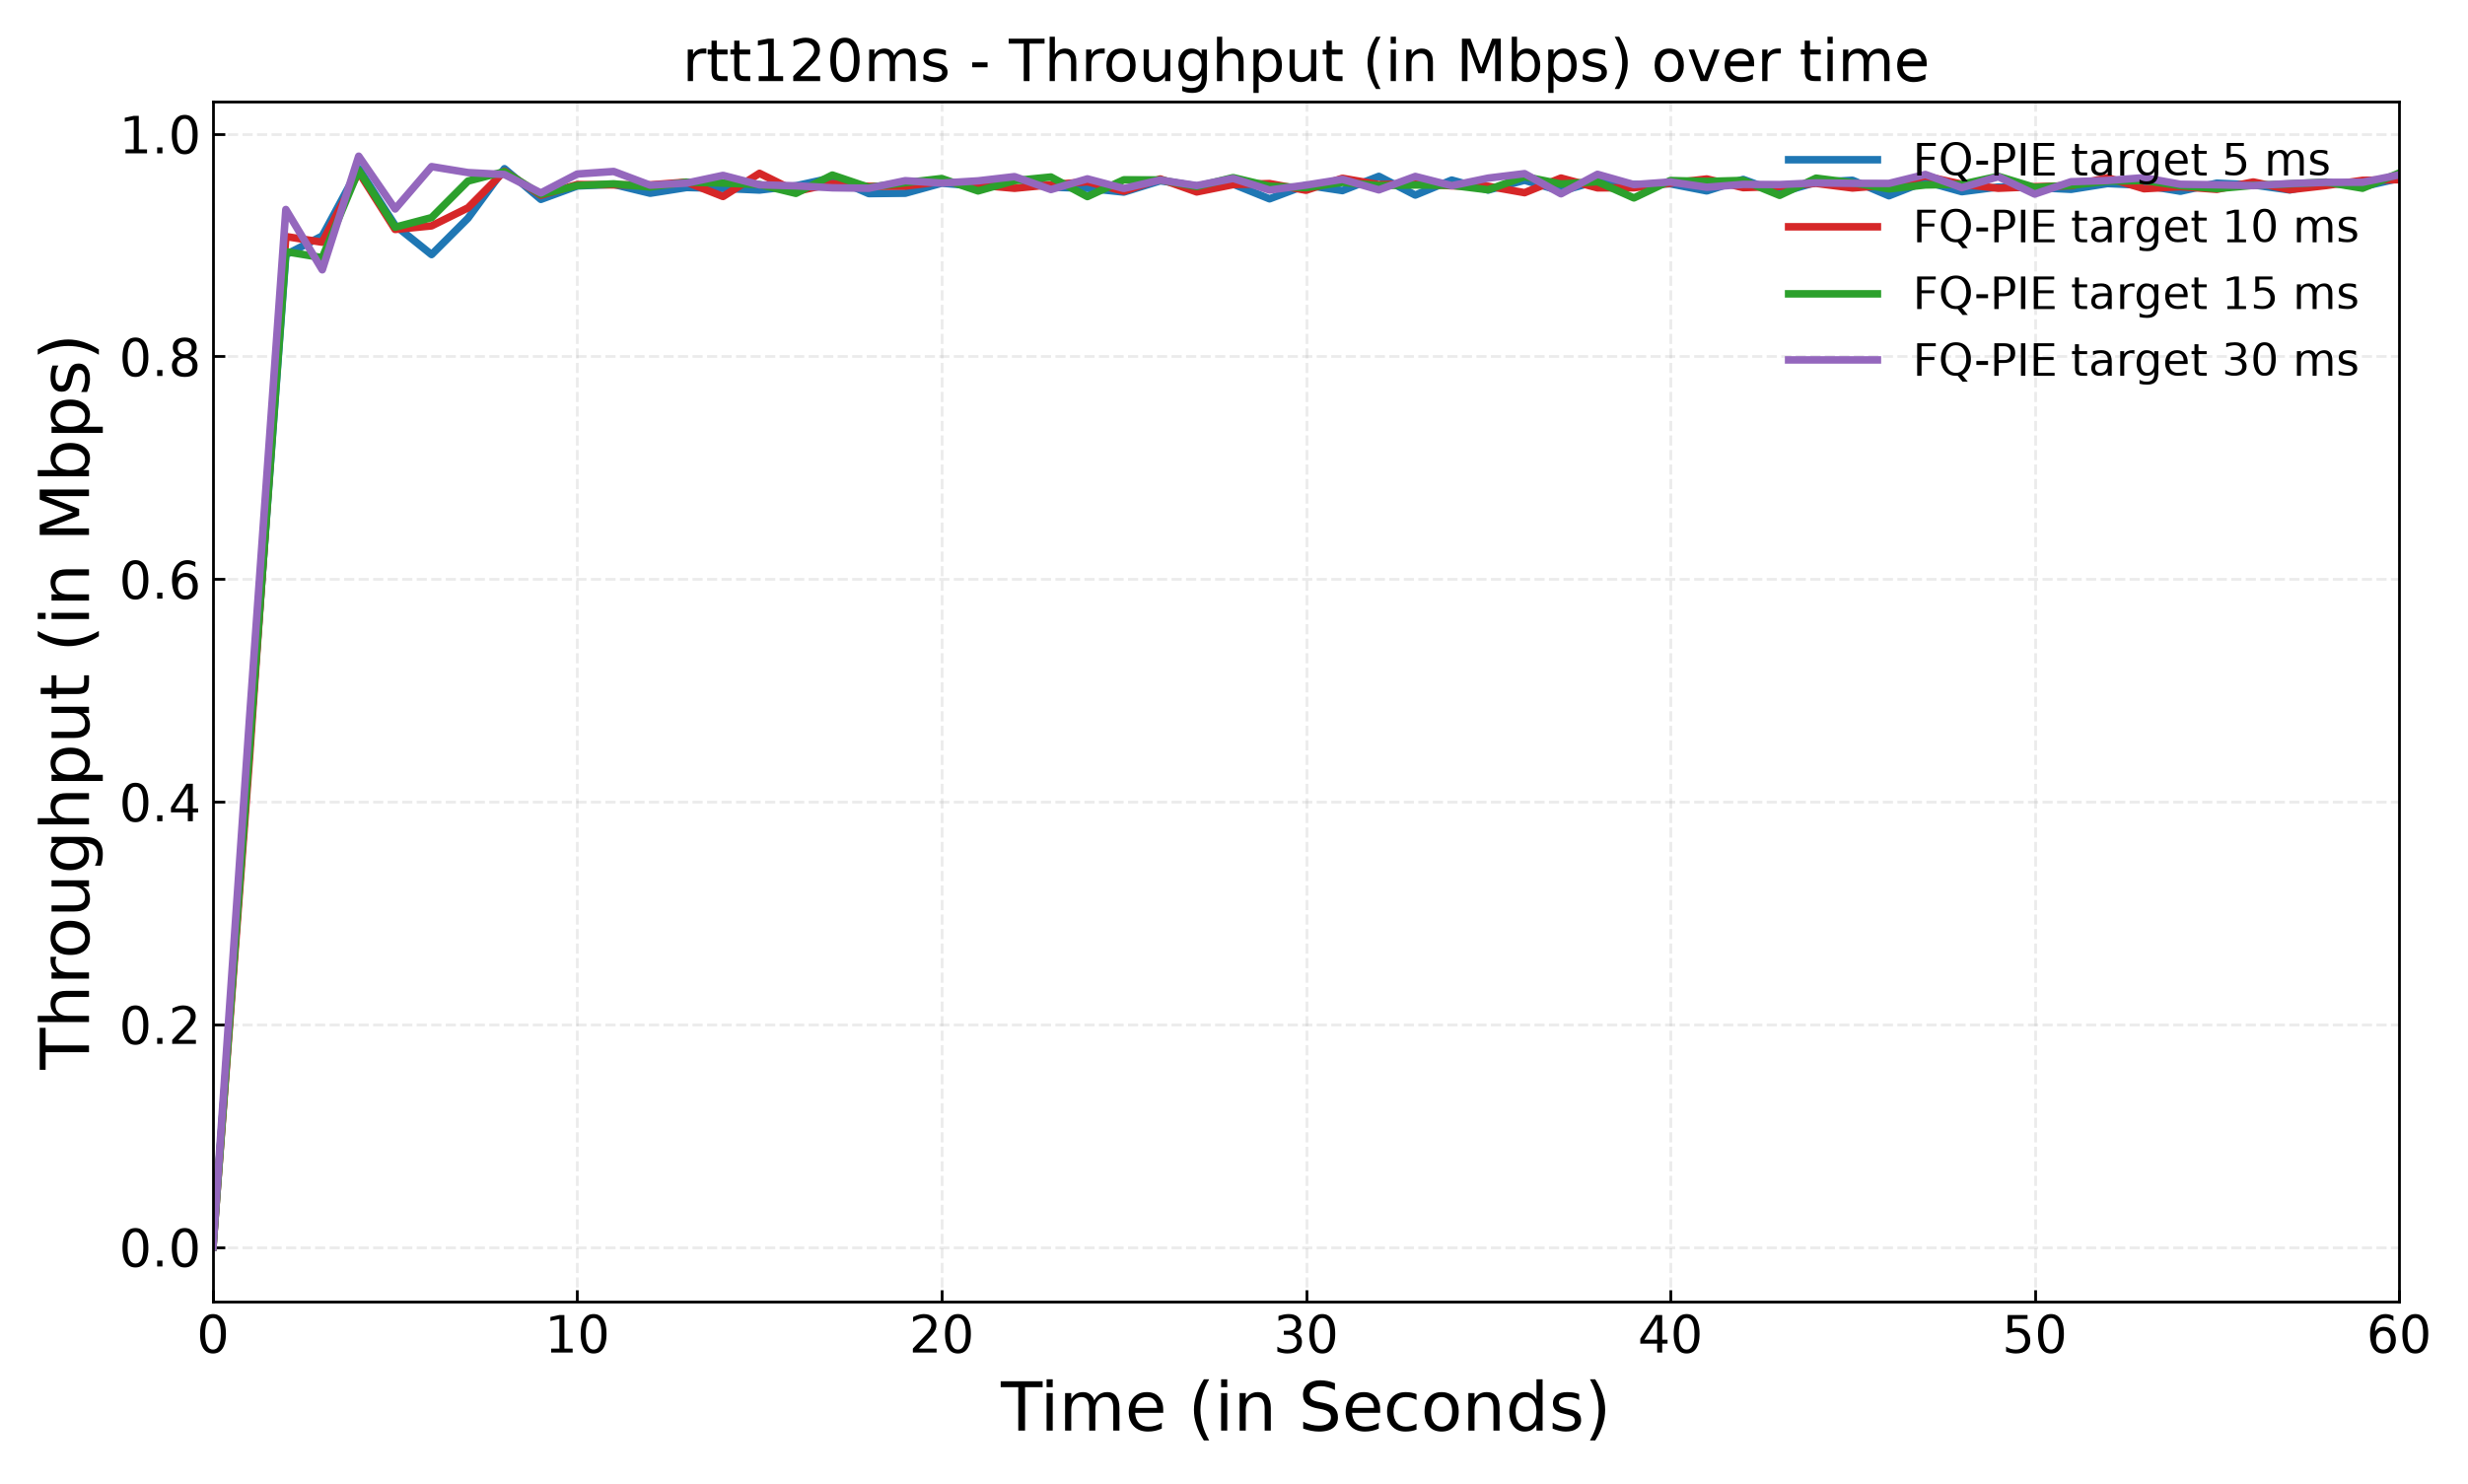 rtt120ms - Throughput (in Mbps) over time
1.0
0.8
0.6
0.4
0.2
0.0
Throughput (in Mbps)
FQ-PIE target 5 ms
FQ-PIE target 10 ms
FQ-PIE target 15 ms
FQ-PIE target 30 ms
0 10 20 30 40 50 60
Time (in Seconds)